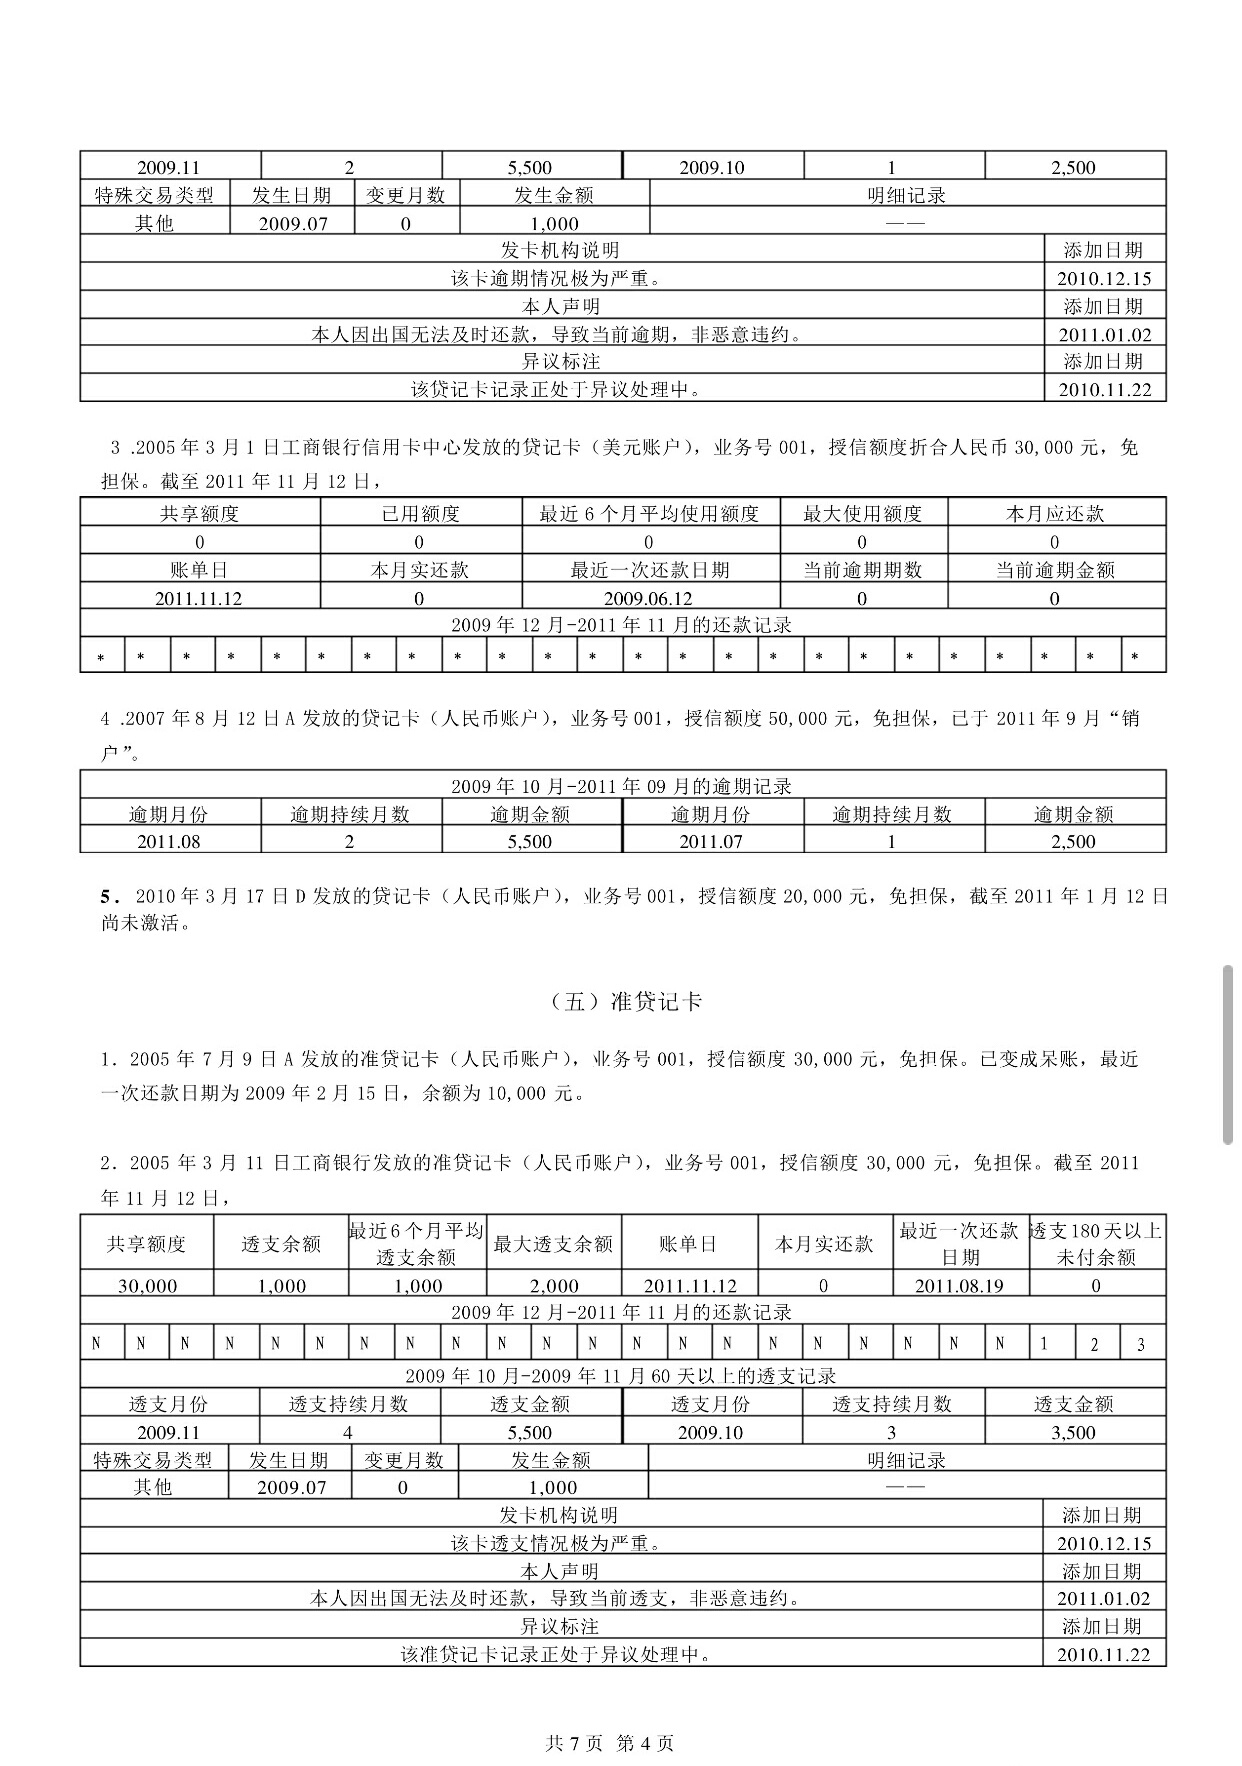 2009.11 2 5,500 2009.10 1 2,500
特殊交易类型 发生日期 变更月数 发生金额 明细记录
其他 2009.07 0 1,000 ——
发卡机构说明 添加日期
该卡逾期情况极为严重。 2010.12.15
本人声明 添加日期
本人因出国无法及时还款，导致当前逾期，非恶意违约。 2011.01.02
异议标注 添加日期
该贷记卡记录正处于异议处理中。 2010.11.22
3 .2005 年 3 月 1 日工商银行信用卡中心发放的贷记卡（美元账户），业务号 001，授信额度折合人民币 30,000 元，免
担保。截至 2011 年 11 月 12 日，
共享额度 已用额度 最近 6 个月平均使用额度 最大使用额度 本月应还款
0 0 0 0 0
账单日 本月实还款 最近一次还款日期 当前逾期期数 当前逾期金额
2011.11.12 0 2009.06.12 0 0
2009 年 12 月-2011 年 11 月的还款记录
* * * * * * * * * * * * * * * * * * * * * * * *
4 .2007 年 8 月 12 日 A 发放的贷记卡（人民币账户），业务号 001，授信额度 50,000 元，免担保，已于 2011 年 9 月“销
户”。
2009 年 10 月-2011 年 09 月的逾期记录
逾期月份 逾期持续月数 逾期金额 逾期月份 逾期持续月数 逾期金额
2011.08 2 5,500 2011.07 1 2,500
5. 2010 年 3 月 17 日 D 发放的贷记卡（人民币账户），业务号 001，授信额度 20,000 元，免担保，截至 2011 年 1 月 12 日
尚未激活。
（五）准贷记卡
1. 2005 年 7 月 9 日 A 发放的准贷记卡（人民币账户），业务号 001，授信额度 30,000 元，免担保。已变成呆账，最近
一次还款日期为 2009 年 2 月 15 日，余额为 10,000 元。
2. 2005 年 3 月 11 日工商银行发放的准贷记卡（人民币账户），业务号 001，授信额度 30,000 元，免担保。截至 2011
年 11 月 12 日，
共享额度 透支余额 最近 6 个月平均透支余额 最大透支余额 账单日 本月实还款 最近一次还款日期 透支 180 天以上未付余额
30,000 1,000 1,000 2,000 2011.11.12 0 2011.08.19 0
2009 年 12 月-2011 年 11 月的还款记录
N N N N N N N N N N N N N N N N N N N N N 1 2 3
2009 年 10 月-2009 年 11 月 60 天以上的透支记录
透支月份 透支持续月数 透支金额 透支月份 透支持续月数 透支金额
2009.11 4 5,500 2009.10 3 3,500
特殊交易类型 发生日期 变更月数 发生金额 明细记录
其他 2009.07 0 1,000 ——
发卡机构说明 添加日期
该卡透支情况极为严重。 2010.12.15
本人声明 添加日期
本人因出国无法及时还款，导致当前透支，非恶意违约。 2011.01.02
异议标注 添加日期
该准贷记卡记录正处于异议处理中。 2010.11.22
共 7 页 第 4 页